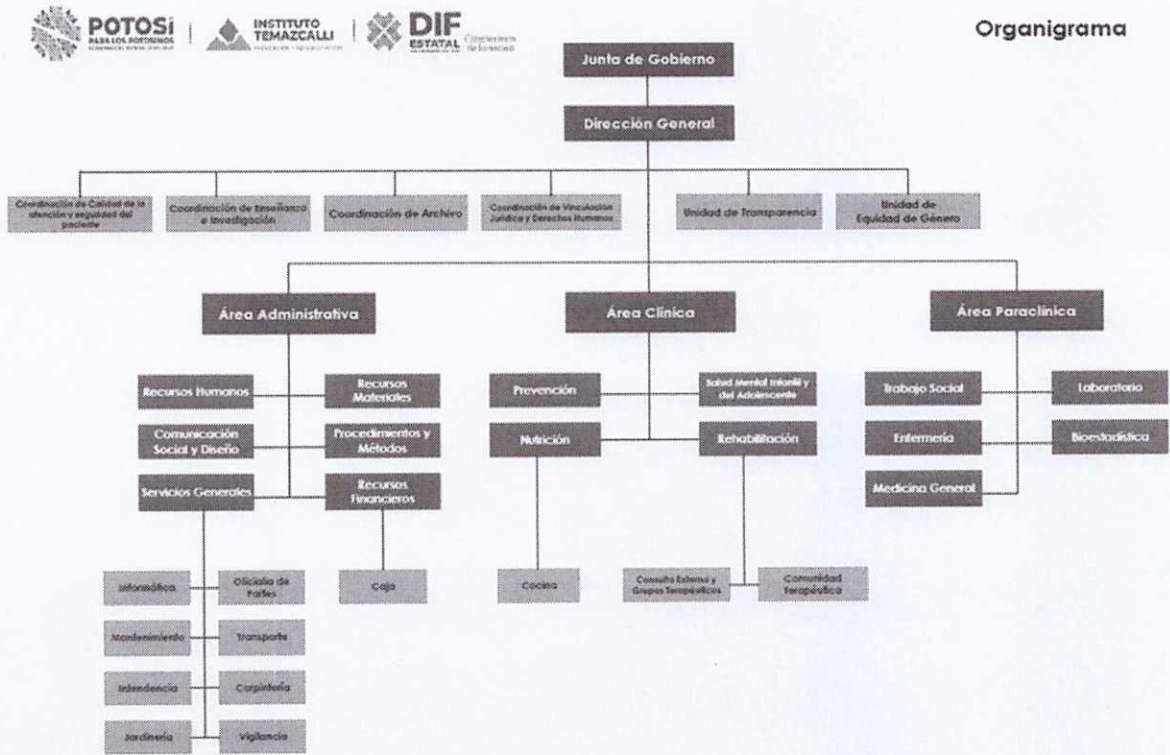 POTOSÍ
PARA LOS POTOSINOS
INSTITUTO
TEMAZCALLI
DIF
ESTATAL
Organigrama
Junta de Gobierno
Dirección General
Coordinación de Calidad de la
atención y seguridad del
paciente
Coordinación de Enseñanza
e Investigación
Coordinación de Archivo
Coordinación de Vinculación
Jurídica y Derechos Humanos
Unidad de Transparencia
Unidad de
Equidad de Género
Área Administrativa
Área Clínica
Área Paraclínica
Recursos Humanos
Recursos
Materiales
Prevención
Salud Mental Infantil y
del Adolescente
Trabajo Social
Laboratorio
Comunicación
Social y Diseño
Procedimientos y
Métodos
Nutrición
Rehabilitación
Enfermería
Bioestadística
Servicios Generales
Recursos
Financieros
Medicina General
Informática
Oficialía de
Partes
Caja
Cocina
Consulta Externa y
Grupos Terapéuticos
Comunidad
Terapéutica
Mantenimiento
Transporte
Intendencia
Carpintería
Jardinería
Vigilancia